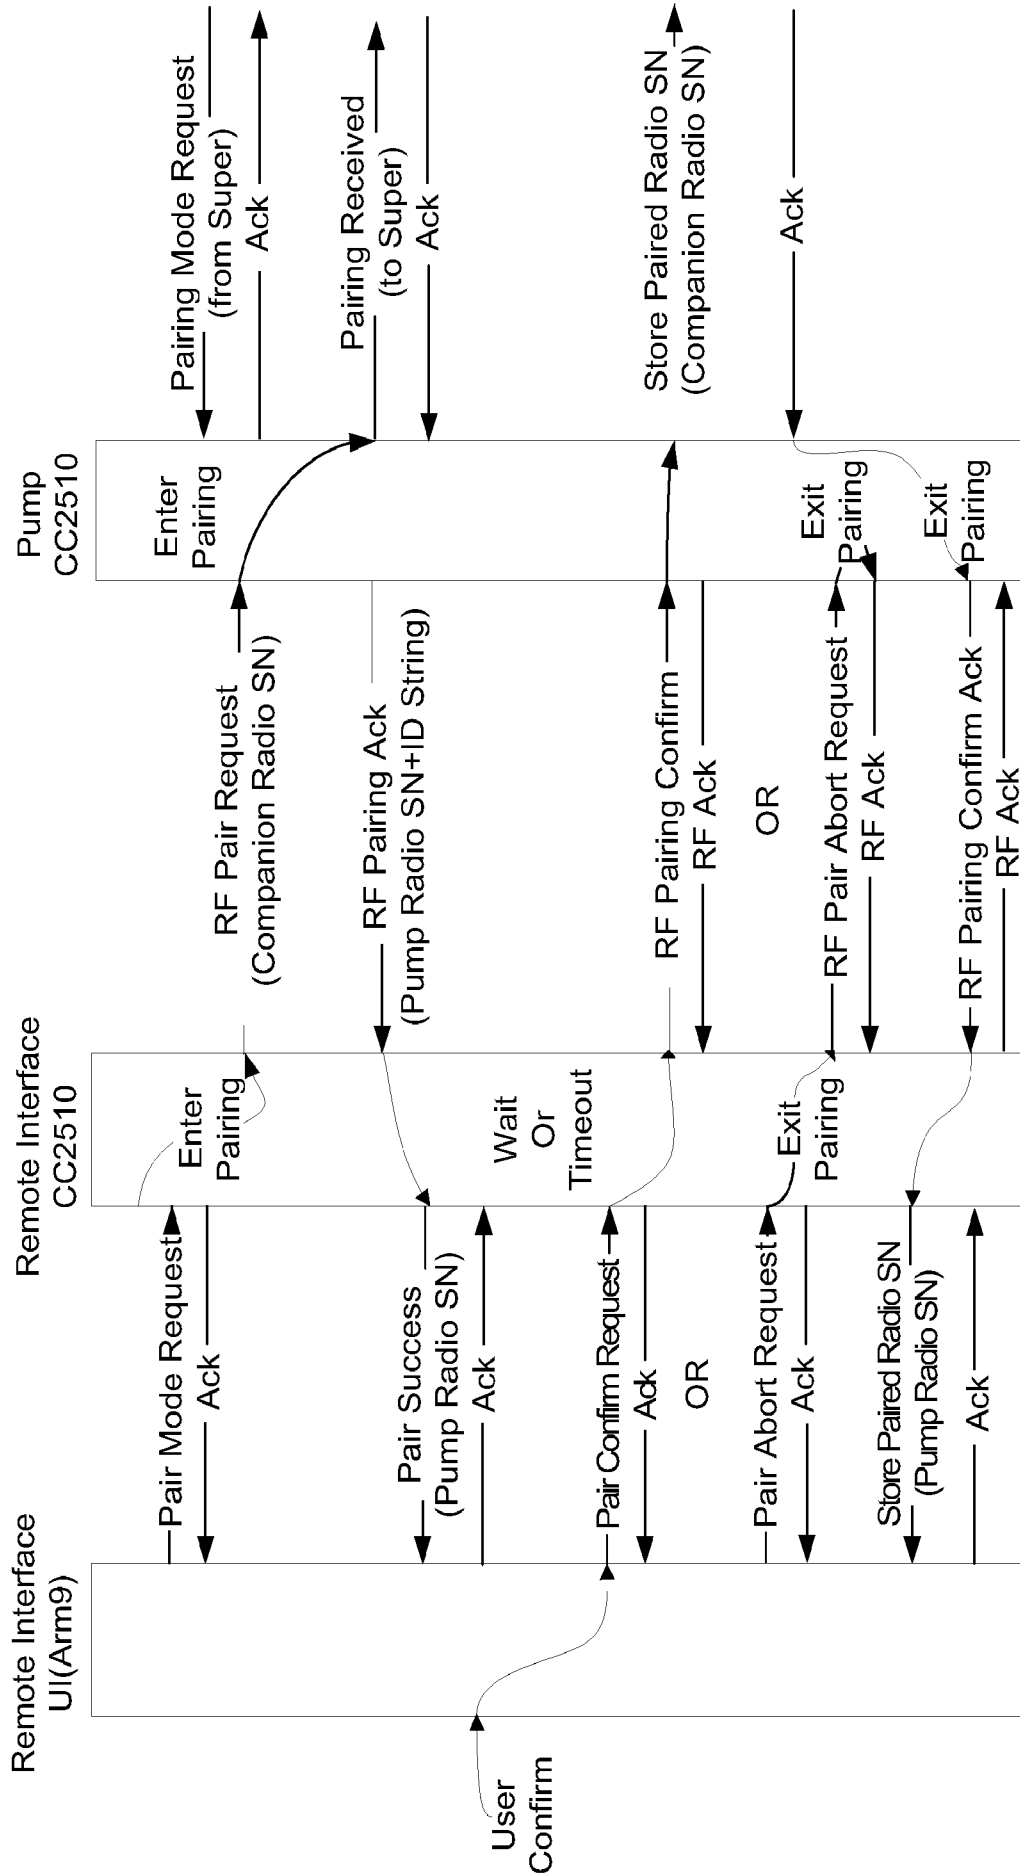 Remote Interface
UI(Arm9)
Remote Interface
CC2510
Pump
CC2510
User
Confirm
Pair Mode Request
Ack
Pair Success
(Pump Radio SN)
Ack
Pair Confirm Request
Ack
OR
Pair Abort Request
Ack
Store Paired Radio SN
(Pump Radio SN)
Ack
Enter
Pairing
Wait
Or
Timeout
Exit
Pairing
RF Pair Request
(Companion Radio SN)
RF Pairing Ack
(Pump Radio SN+ID String)
RF Pairing Confirm
RF Ack
OR
RF Pair Abort Request
RF Ack
RF Pairing Confirm Ack
RF Ack
Enter
Pairing
Exit
Pairing
Exit
Pairing
Pairing Mode Request
(from Super)
Ack
Pairing Received
(to Super)
Ack
Store Paired Radio SN
(Companion Radio SN)
Ack